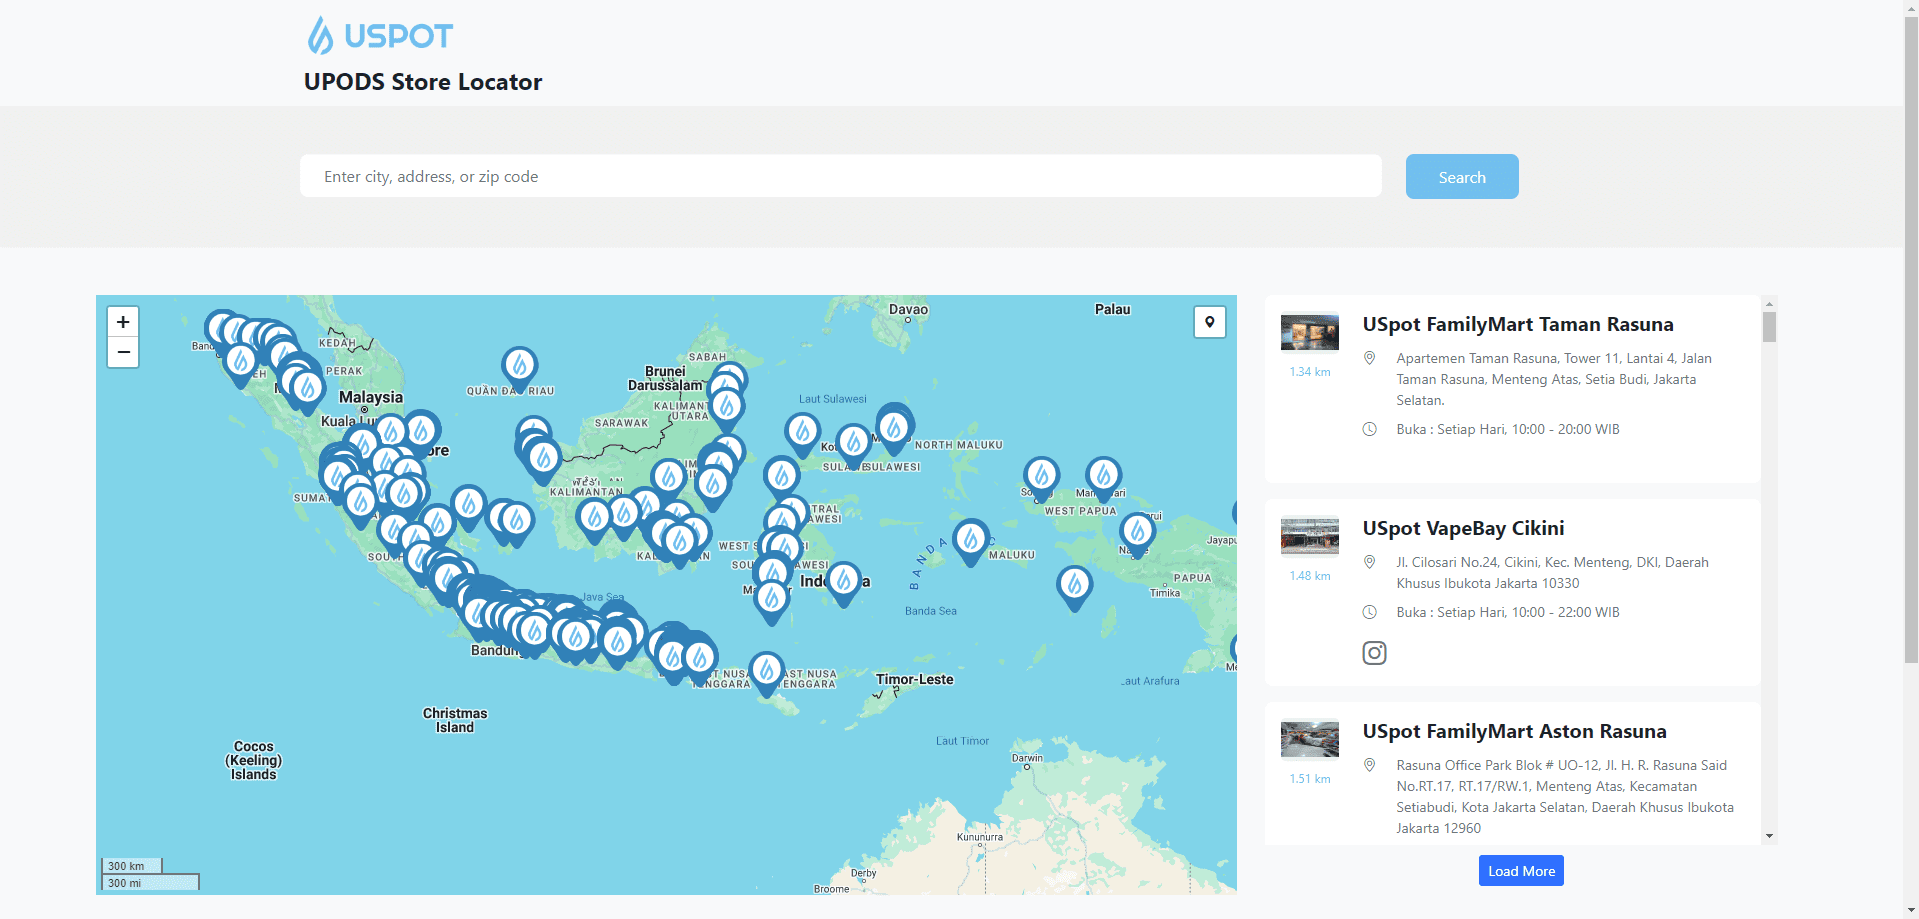 USPOT
UPODS Store Locator
Enter city, address, or zip code
Search
+
−
Davao
Palau
KEDAH
PERAK
Malaysia
SABAH
Brunei
Darussalam
SARAWAK
Laut Sulawesi
NORTH MALUKU
WEST PAPUA
KALIMANTAN
MALUKU
PAPUA
Timika
Java Sea
Banda Sea
BANDA
Timor-Leste
Laut Timor
Christmas
Island
Cocos
(Keeling)
Islands
Darwin
Kununurra
Derby
Broome
300 km
300 mi
USpot FamilyMart Taman Rasuna
1.34 km
Apartemen Taman Rasuna, Tower 11, Lantai 4, Jalan
Taman Rasuna, Menteng Atas, Setia Budi, Jakarta
Selatan.
Buka : Setiap Hari, 10:00 - 20:00 WIB
USpot VapeBay Cikini
1.48 km
Jl. Cilosari No.24, Cikini, Kec. Menteng, DKI, Daerah
Khusus Ibukota Jakarta 10330
Buka : Setiap Hari, 10:00 - 22:00 WIB
USpot FamilyMart Aston Rasuna
1.51 km
Rasuna Office Park Blok # UO-12, Jl. H. R. Rasuna Said
No.RT.17, RT.17/RW.1, Menteng Atas, Kecamatan
Setiabudi, Kota Jakarta Selatan, Daerah Khusus Ibukota
Jakarta 12960
Load More